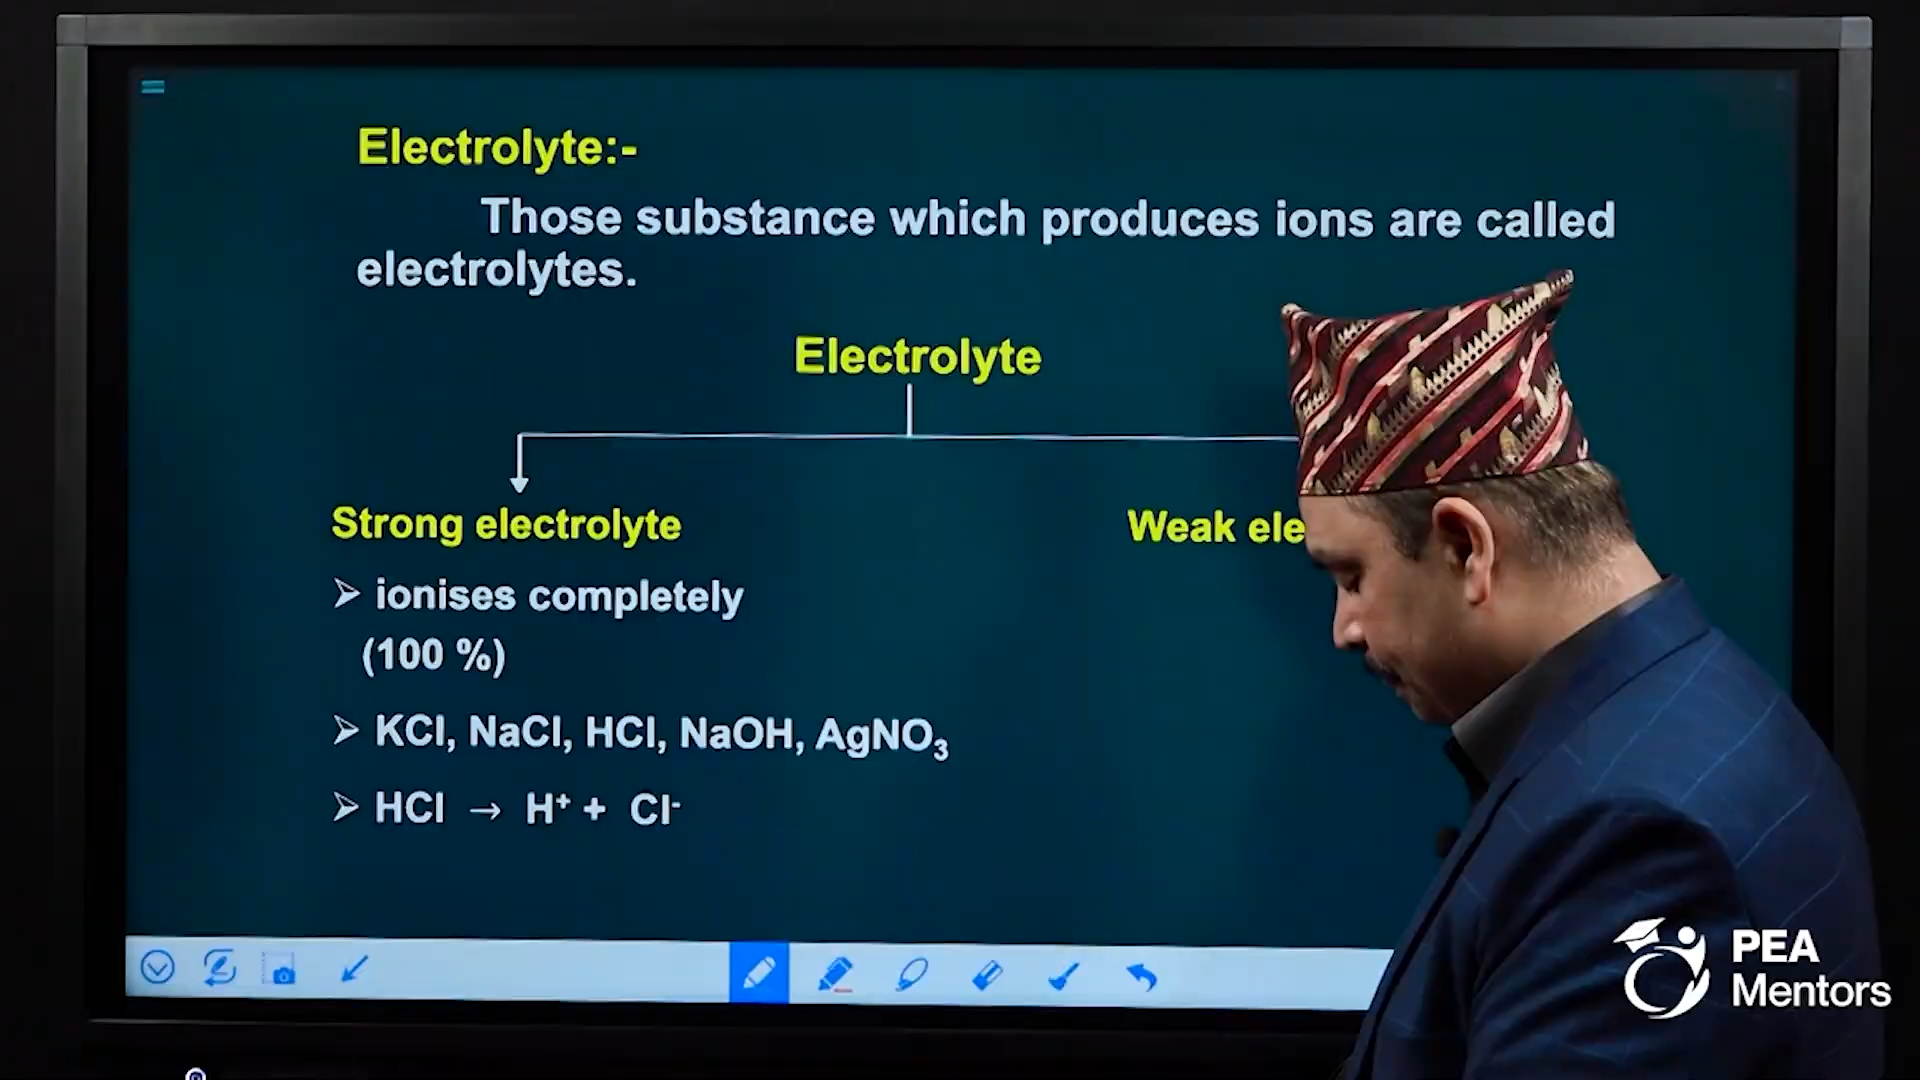 Electrolyte:-
Those substance which produces ions are called
electrolytes.
Electrolyte
Strong electrolyte
Weak ele
➢ ionises completely
(100 %)
➢ KCl, NaCl, HCl, NaOH, AgNO₃
➢ HCl → H⁺ + Cl⁻
PEA
Mentors